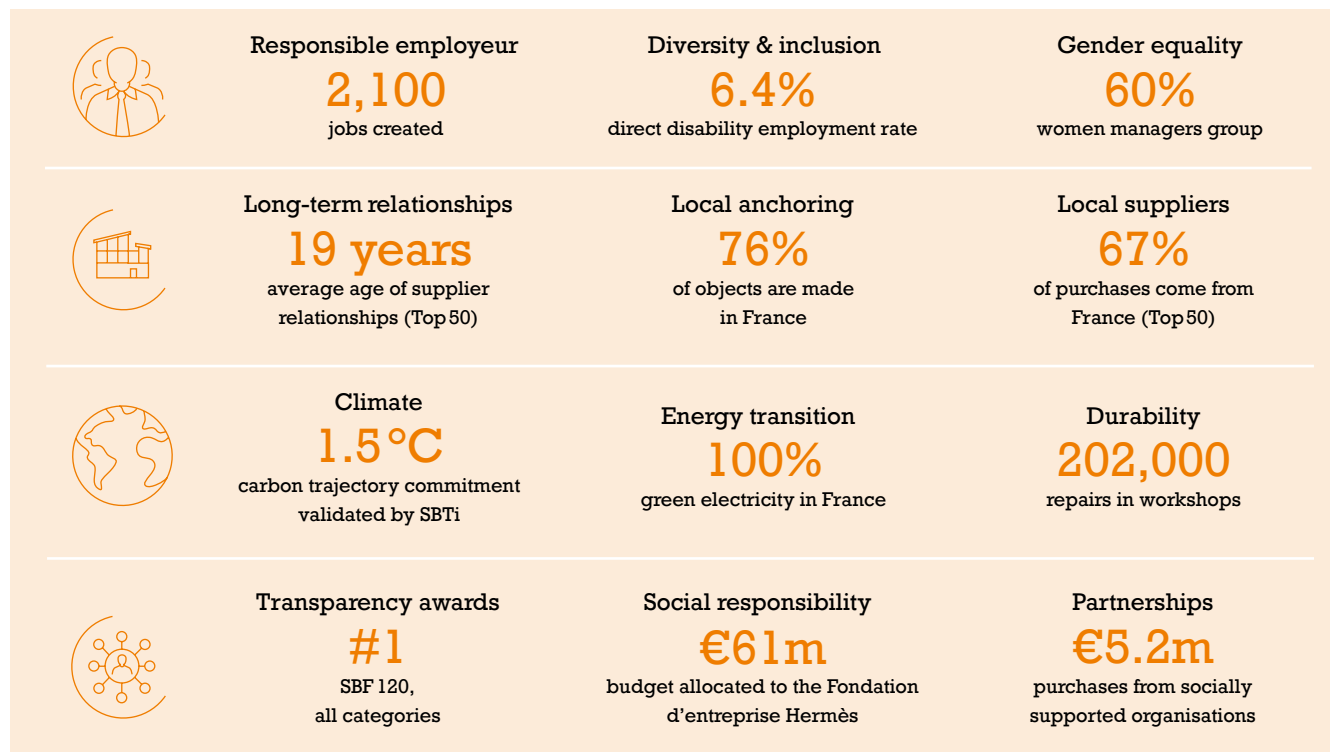 Responsible employeur
2,100
jobs created
Diversity & inclusion
6.4%
direct disability employment rate
Gender equality
60%
women managers group
Long-term relationships
19 years
average age of supplier
relationships (Top 50)
Local anchoring
76%
of objects are made
in France
Local suppliers
67%
of purchases come from
France (Top 50)
Climate
1.5°C
carbon trajectory commitment
validated by SBTi
Energy transition
100%
green electricity in France
Durability
202,000
repairs in workshops
Transparency awards
#1
SBF 120,
all categories
Social responsibility
€61m
budget allocated to the Fondation
d’entreprise Hermès
Partnerships
€5.2m
purchases from socially
supported organisations